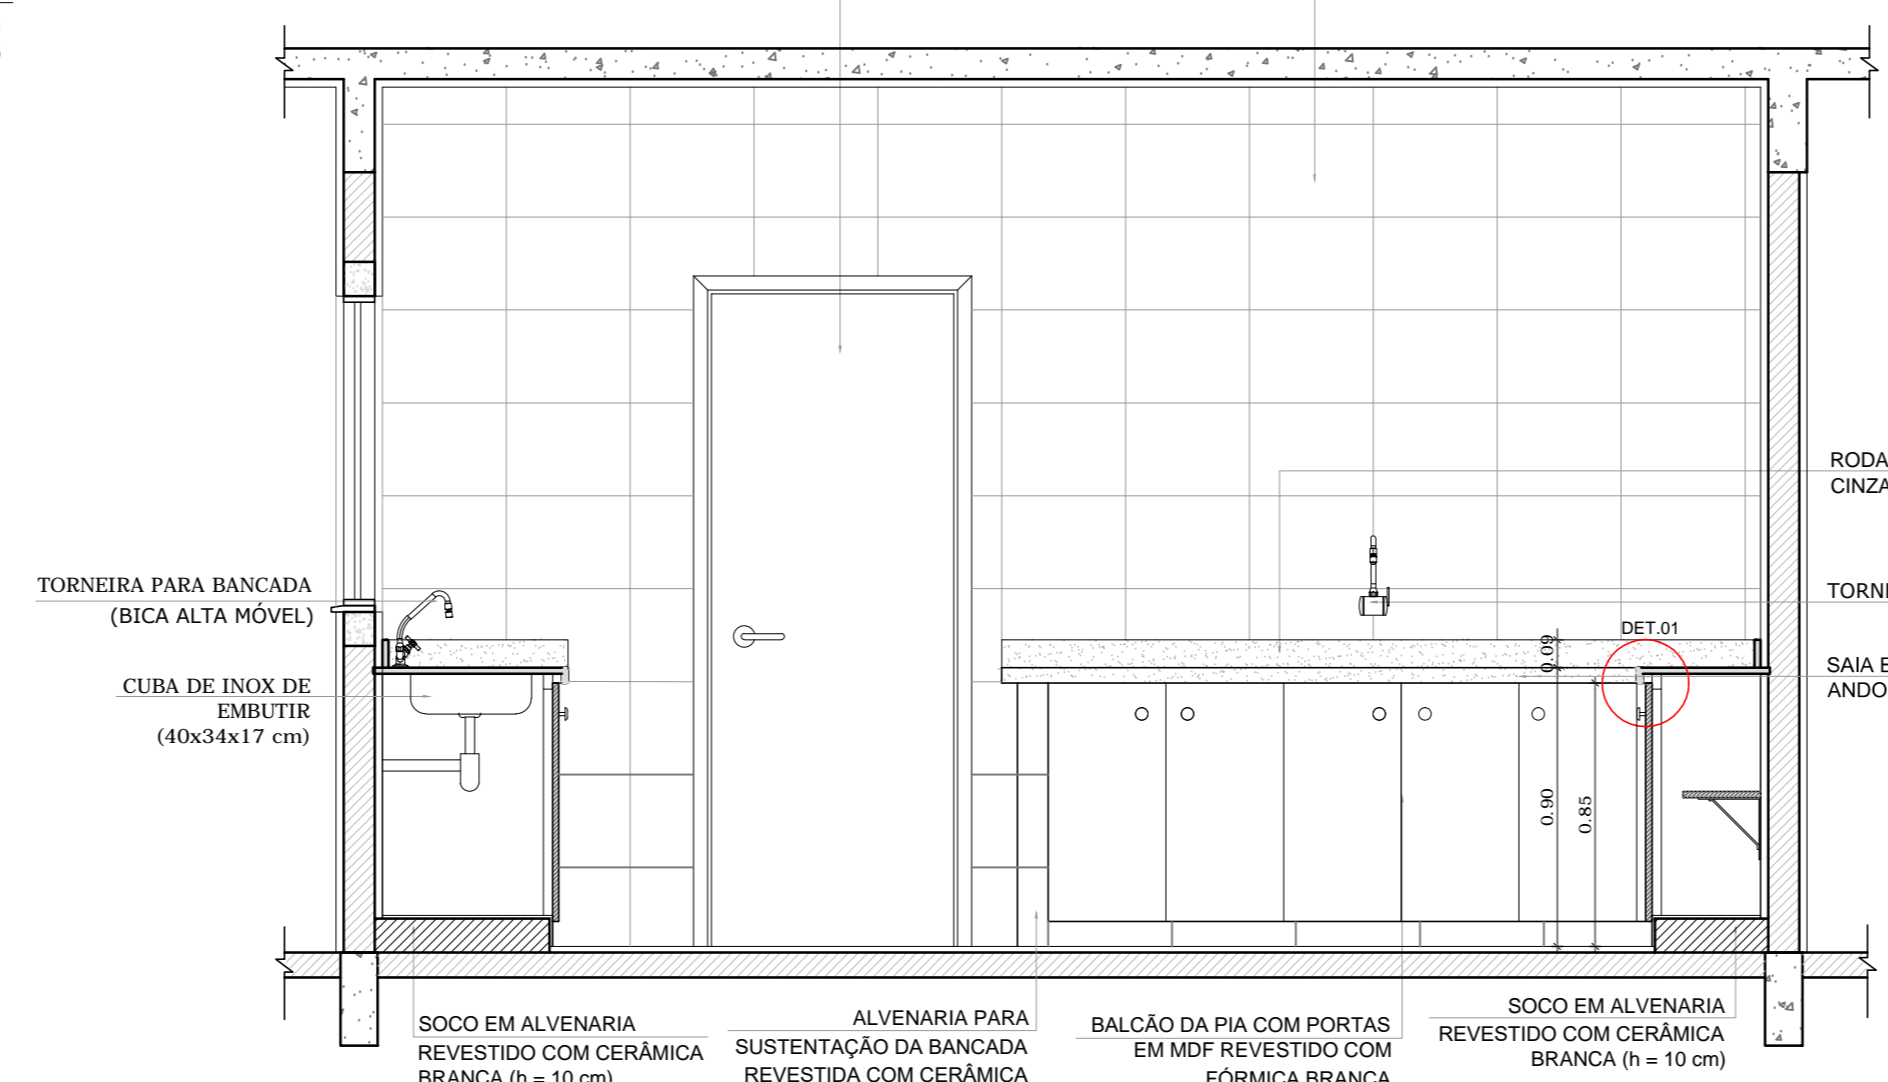 RODA
CINZA
TORNEIRA PARA BANCADA
(BICA ALTA MÓVEL)
TORNE
0.09
DET.01
CUBA DE INOX DE
EMBUTIR
(40x34x17 cm)
SAIA E
ANDO
0.90
0.85
SOCO EM ALVENARIA
REVESTIDO COM CERÂMICA
BRANCA (h = 10 cm)
ALVENARIA PARA
SUSTENTAÇÃO DA BANCADA
REVESTIDA COM CERÂMICA
BALCÃO DA PIA COM PORTAS
EM MDF REVESTIDO COM
FÓRMICA BRANCA
SOCO EM ALVENARIA
REVESTIDO COM CERÂMICA
BRANCA (h = 10 cm)